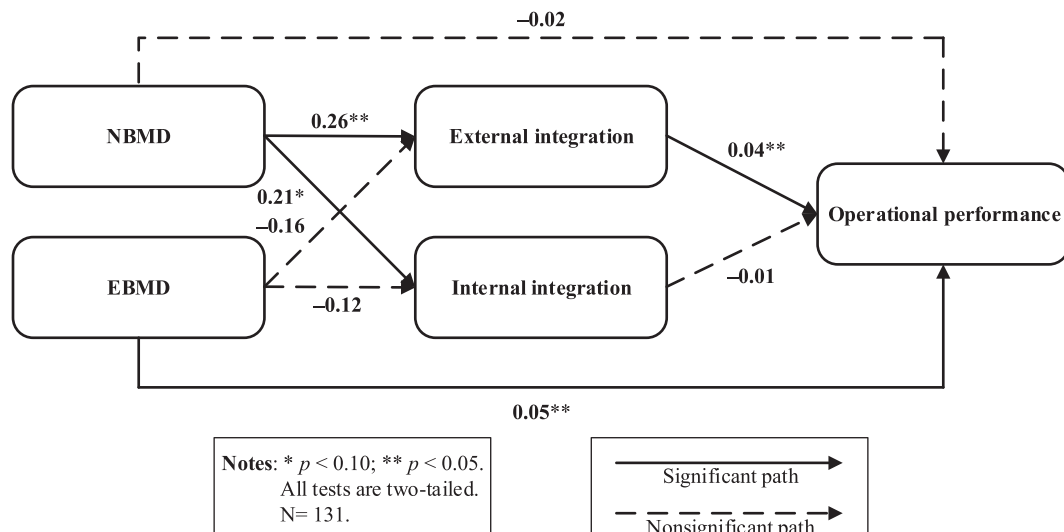 –0.02
NBMD
0.26**
External integration
0.04**
0.21*
–0.16
Operational performance
EBMD
–0.12
Internal integration
–0.01
0.05**
Notes: * p < 0.10; ** p < 0.05.
All tests are two-tailed.
N= 131.
Significant path
Nonsignificant path